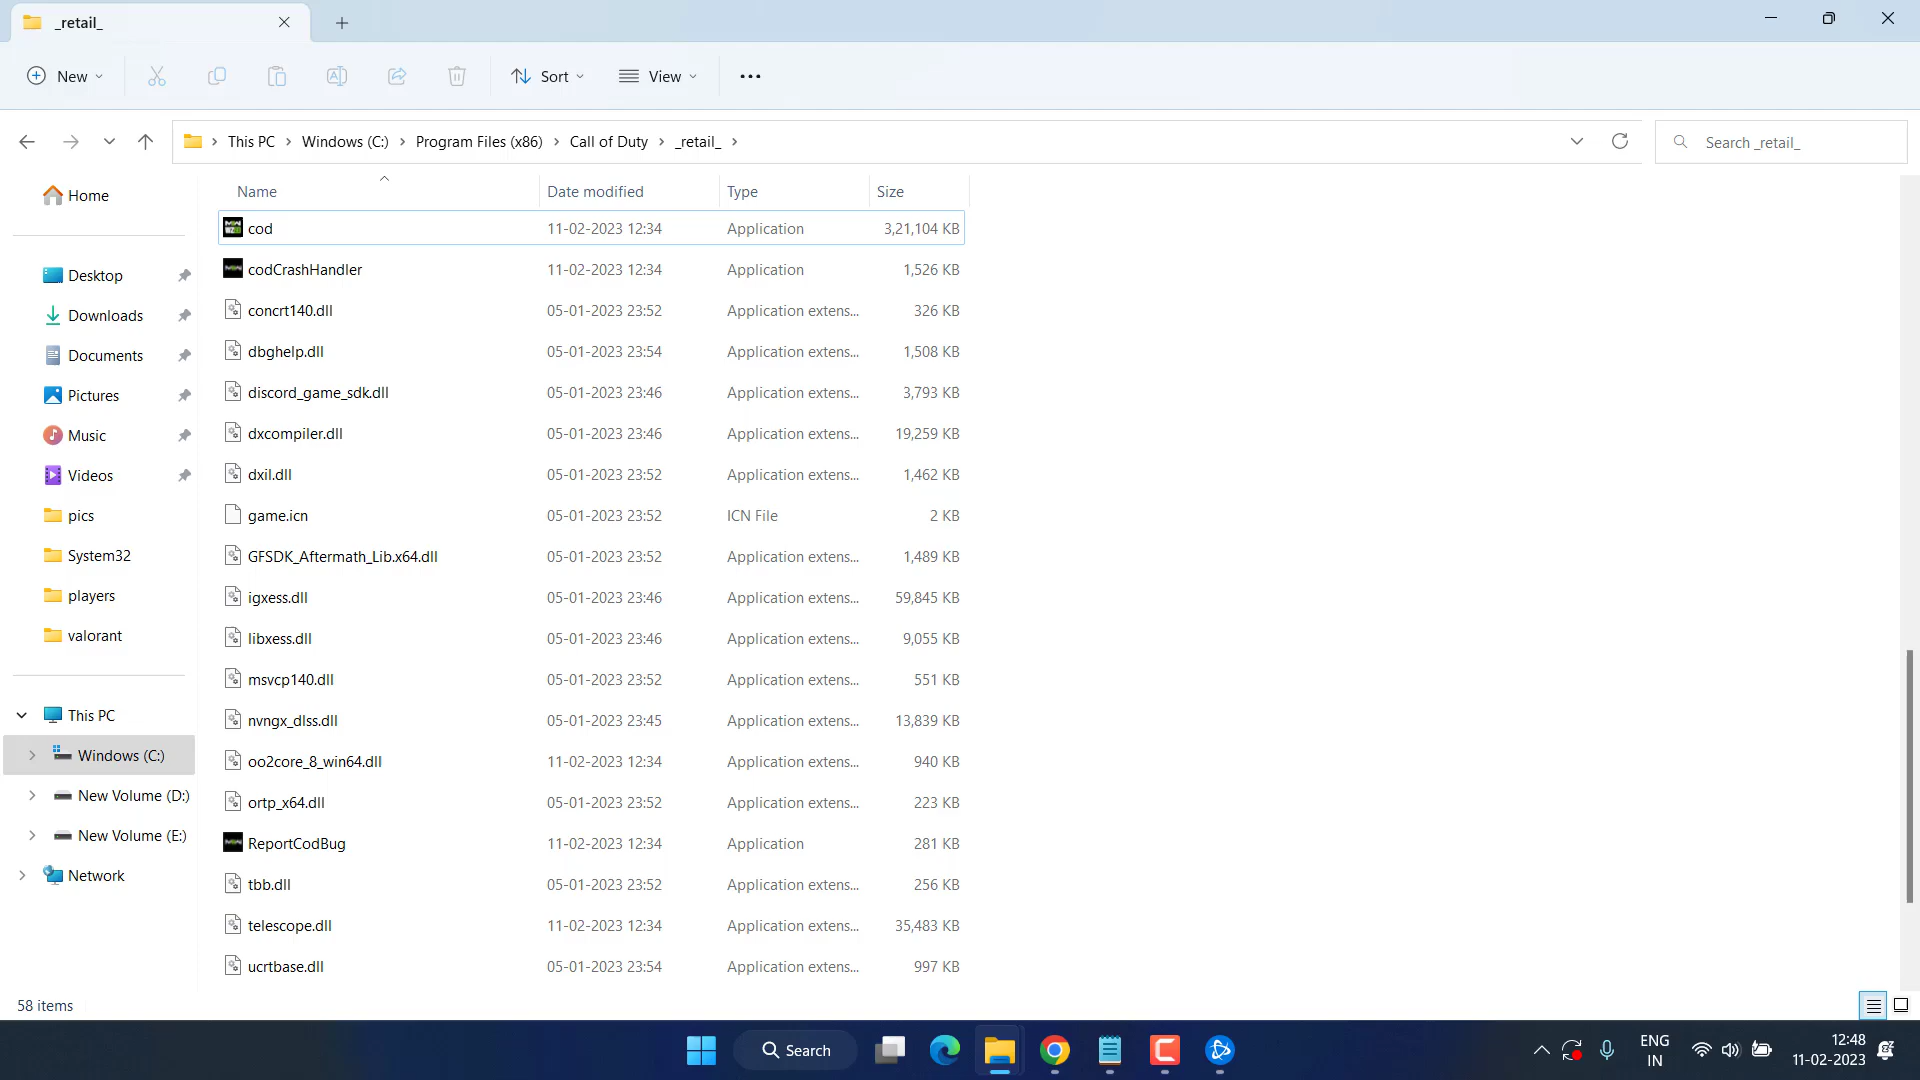 _retail_
New
Sort
View
This PC
Windows (C:)
Program Files (x86)
Call of Duty
_retail_
Search _retail_
Name Date modified Type Size
Home
Desktop
Downloads
Documents
Pictures
Music
Videos
pics
System32
players
valorant
This PC
Windows (C:)
New Volume (D:)
New Volume (E:)
Network
cod 11-02-2023 12:34 Application 3,21,104 KB
codCrashHandler 11-02-2023 12:34 Application 1,526 KB
concrt140.dll 05-01-2023 23:52 Application extens... 326 KB
dbghelp.dll 05-01-2023 23:54 Application extens... 1,508 KB
discord_game_sdk.dll 05-01-2023 23:46 Application extens... 3,793 KB
dxcompiler.dll 05-01-2023 23:46 Application extens... 19,259 KB
dxil.dll 05-01-2023 23:52 Application extens... 1,462 KB
game.icn 05-01-2023 23:52 ICN File 2 KB
GFSDK_Aftermath_Lib.x64.dll 05-01-2023 23:52 Application extens... 1,489 KB
igxess.dll 05-01-2023 23:46 Application extens... 59,845 KB
libxess.dll 05-01-2023 23:46 Application extens... 9,055 KB
msvcp140.dll 05-01-2023 23:52 Application extens... 551 KB
nvngx_dlss.dll 05-01-2023 23:45 Application extens... 13,839 KB
oo2core_8_win64.dll 11-02-2023 12:34 Application extens... 940 KB
ortp_x64.dll 05-01-2023 23:52 Application extens... 223 KB
ReportCodBug 11-02-2023 12:34 Application 281 KB
tbb.dll 05-01-2023 23:52 Application extens... 256 KB
telescope.dll 11-02-2023 12:34 Application extens... 35,483 KB
ucrtbase.dll 05-01-2023 23:54 Application extens... 997 KB
58 items
Search
ENG
IN
12:48
11-02-2023